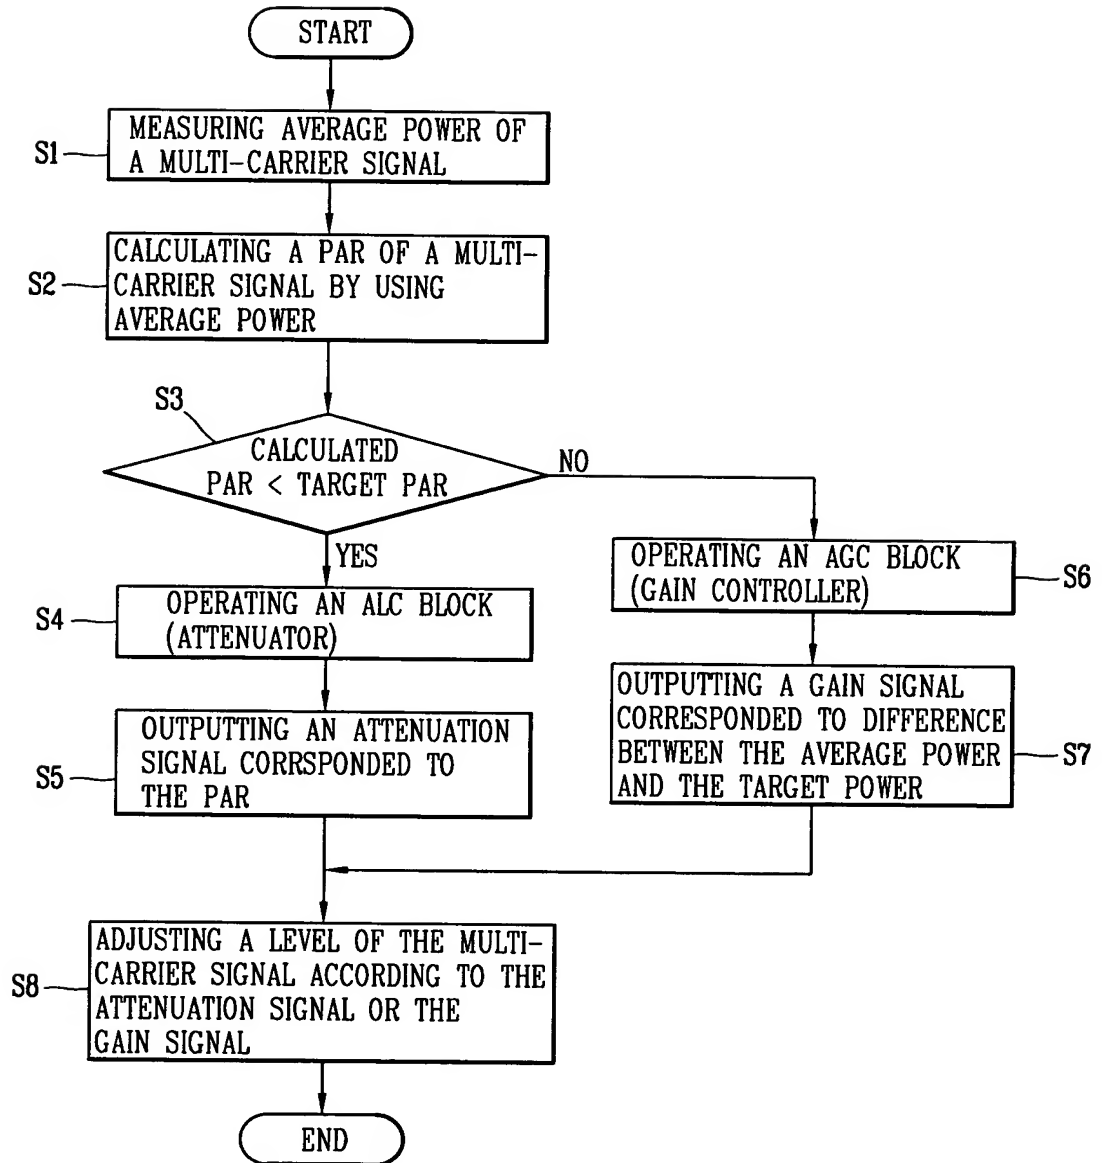 START
S1
MEASURING AVERAGE POWER OF
A MULTI-CARRIER SIGNAL
S2
CALCULATING A PAR OF A MULTI-
CARRIER SIGNAL BY USING
AVERAGE POWER
S3
CALCULATED
PAR < TARGET PAR
NO
YES
S4
OPERATING AN ALC BLOCK
(ATTENUATOR)
OPERATING AN AGC BLOCK
(GAIN CONTROLLER)
S6
S5
OUTPUTTING AN ATTENUATION
SIGNAL CORRSPONDED TO
THE PAR
OUTPUTTING A GAIN SIGNAL
CORRESPONDED TO DIFFERENCE
BETWEEN THE AVERAGE POWER
AND THE TARGET POWER
S7
S8
ADJUSTING A LEVEL OF THE MULTI-
CARRIER SIGNAL ACCORDING TO THE
ATTENUATION SIGNAL OR THE
GAIN SIGNAL
END